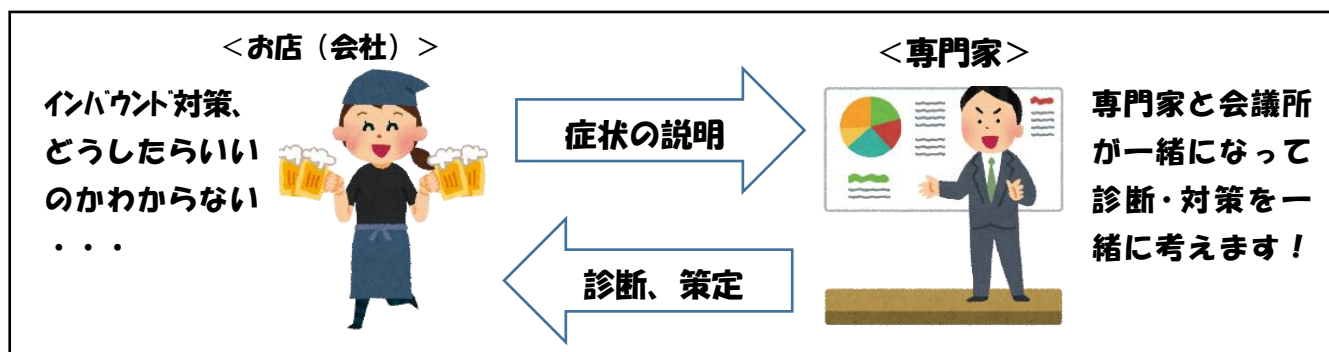 ＜お店（会社）＞
インバウンド対策、
どうしたらいい
のかわからない
・・・
症状の説明
診断、策定
＜専門家＞
専門家と会議所
が一緒になって
診断・対策を一
緒に考えます！